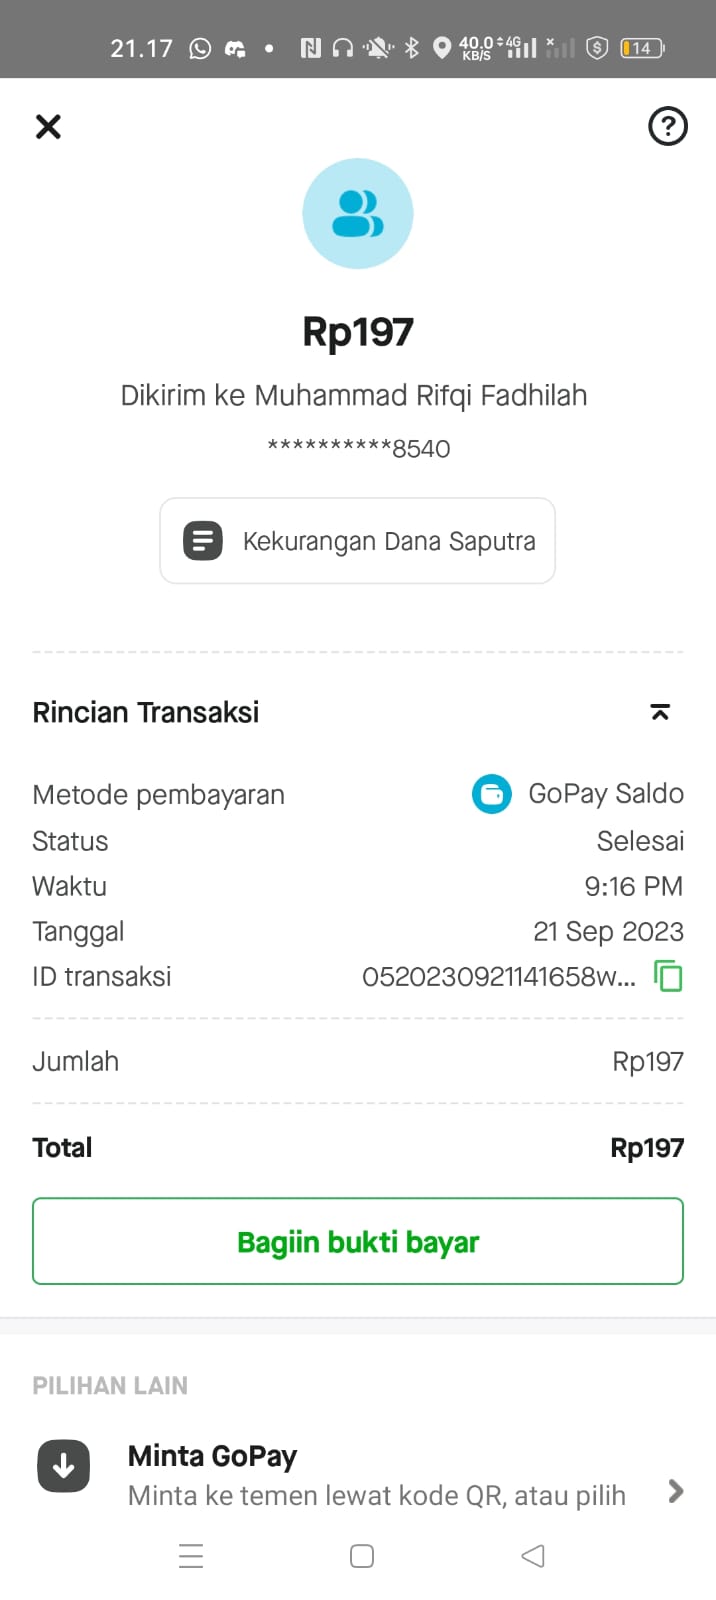 21.17 40.0 KB/S 4G 14
Rp197
Dikirim ke Muhammad Rifqi Fadhilah
**********8540
Kekurangan Dana Saputra
Rincian Transaksi
Metode pembayaran GoPay Saldo
Status Selesai
Waktu 9:16 PM
Tanggal 21 Sep 2023
ID transaksi 0520230921141658w...
Jumlah Rp197
Total Rp197
Bagiin bukti bayar
PILIHAN LAIN
Minta GoPay
Minta ke temen lewat kode QR, atau pilih